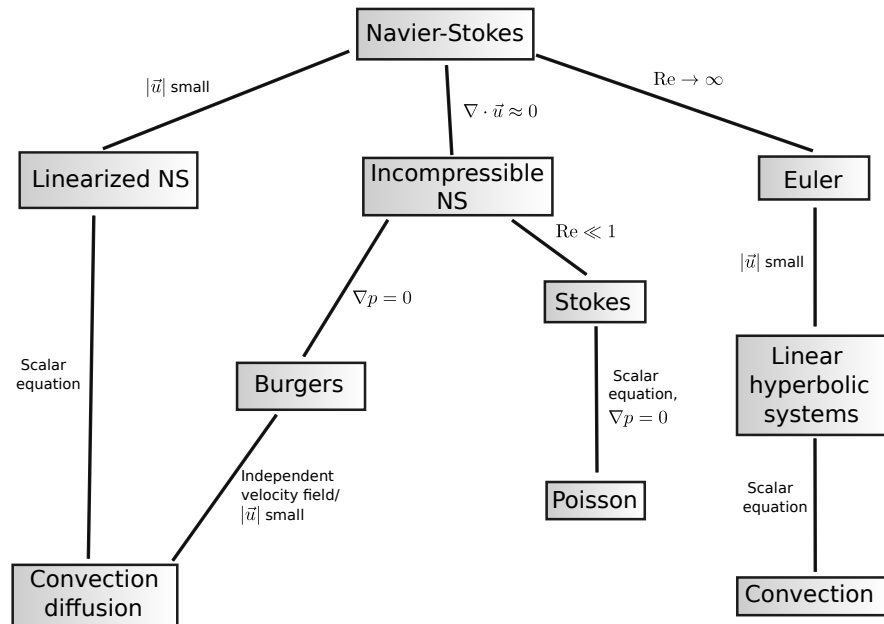 Navier-Stokes
|u⃗| small
Re → ∞
∇ · u⃗ ≈ 0
Linearized NS
Incompressible
NS
Euler
Re ≪ 1
|u⃗| small
∇p = 0
Stokes
Linear
hyperbolic
systems
Scalar
equation
Burgers
Scalar
equation,
∇p = 0
Independent
velocity field/
|u⃗| small
Poisson
Scalar
equation
Convection
diffusion
Convection